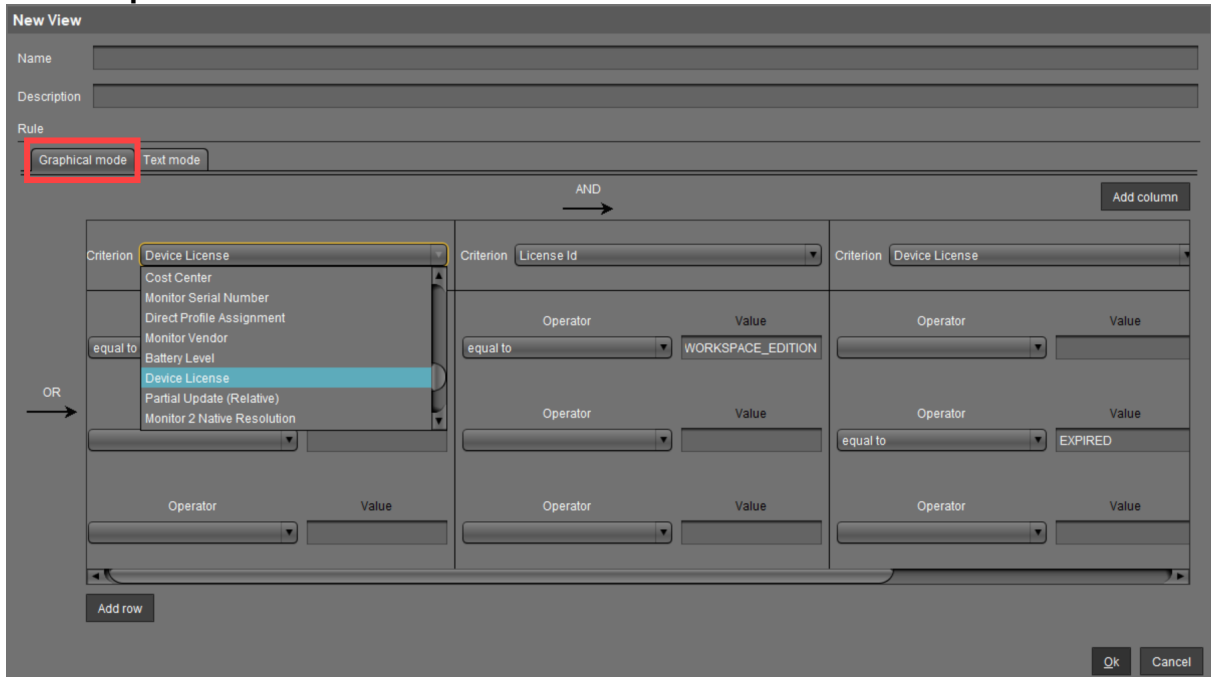 New View
Name
Description
Rule
Graphical mode Text mode
AND
Add column
Criterion Device License Criterion License Id Criterion Device License
Cost Center
Monitor Serial Number
Direct Profile Assignment
Monitor Vendor
Battery Level
Device License
Partial Update (Relative)
Monitor 2 Native Resolution
Operator Value Operator Value
equal to equal to WORKSPACE_EDITION
OR
Operator Value Operator Value
equal to EXPIRED
Operator Value Operator Value Operator Value
Add row
Ok Cancel